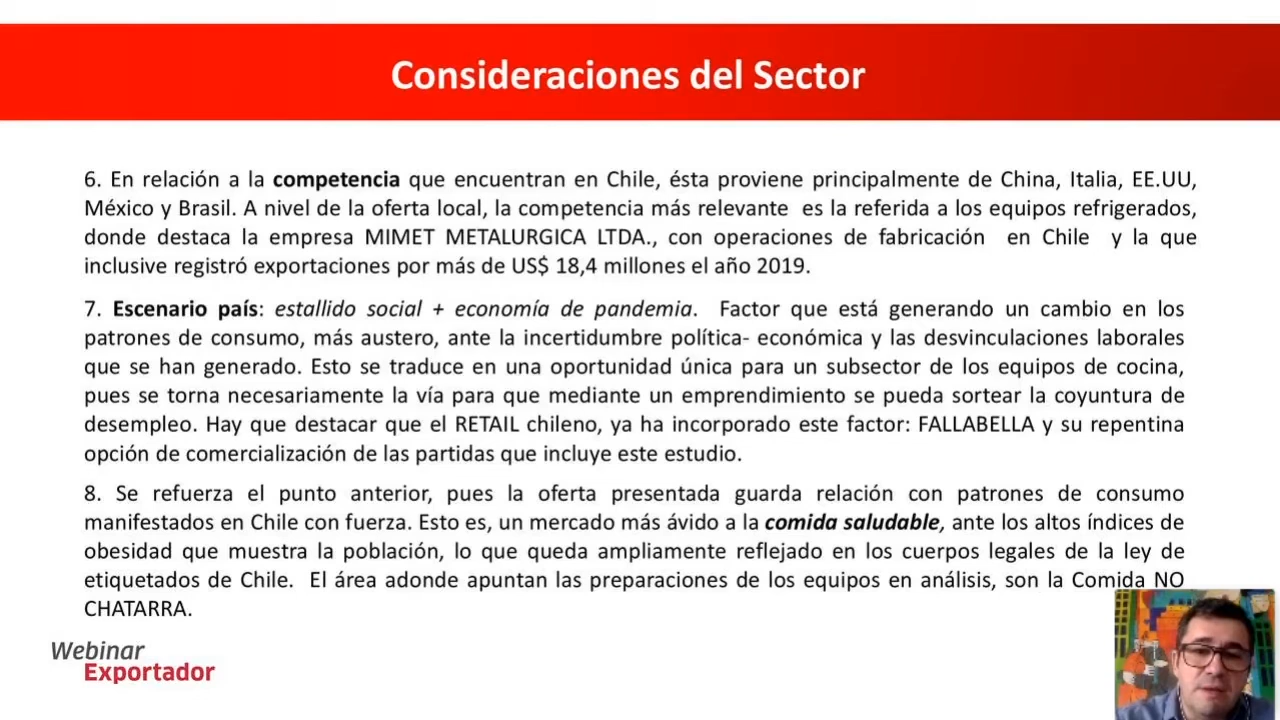 Consideraciones del Sector
6. En relación a la competencia que encuentran en Chile, ésta proviene principalmente de China, Italia, EE.UU,
México y Brasil. A nivel de la oferta local, la competencia más relevante es la referida a los equipos refrigerados,
donde destaca la empresa MIMET METALURGICA LTDA., con operaciones de fabricación en Chile y la que
inclusive registró exportaciones por más de US$ 18,4 millones el año 2019.
7. Escenario país: estallido social + economía de pandemia. Factor que está generando un cambio en los
patrones de consumo, más austero, ante la incertidumbre política- económica y las desvinculaciones laborales
que se han generado. Esto se traduce en una oportunidad única para un subsector de los equipos de cocina,
pues se torna necesariamente la vía para que mediante un emprendimiento se pueda sortear la coyuntura de
desempleo. Hay que destacar que el RETAIL chileno, ya ha incorporado este factor: FALLABELLA y su repentina
opción de comercialización de las partidas que incluye este estudio.
8. Se refuerza el punto anterior, pues la oferta presentada guarda relación con patrones de consumo
manifestados en Chile con fuerza. Esto es, un mercado más ávido a la comida saludable, ante los altos índices de
obesidad que muestra la población, lo que queda ampliamente reflejado en los cuerpos legales de la ley de
etiquetados de Chile. El área adonde apuntan las preparaciones de los equipos en análisis, son la Comida NO
CHATARRA.
Webinar
Exportador